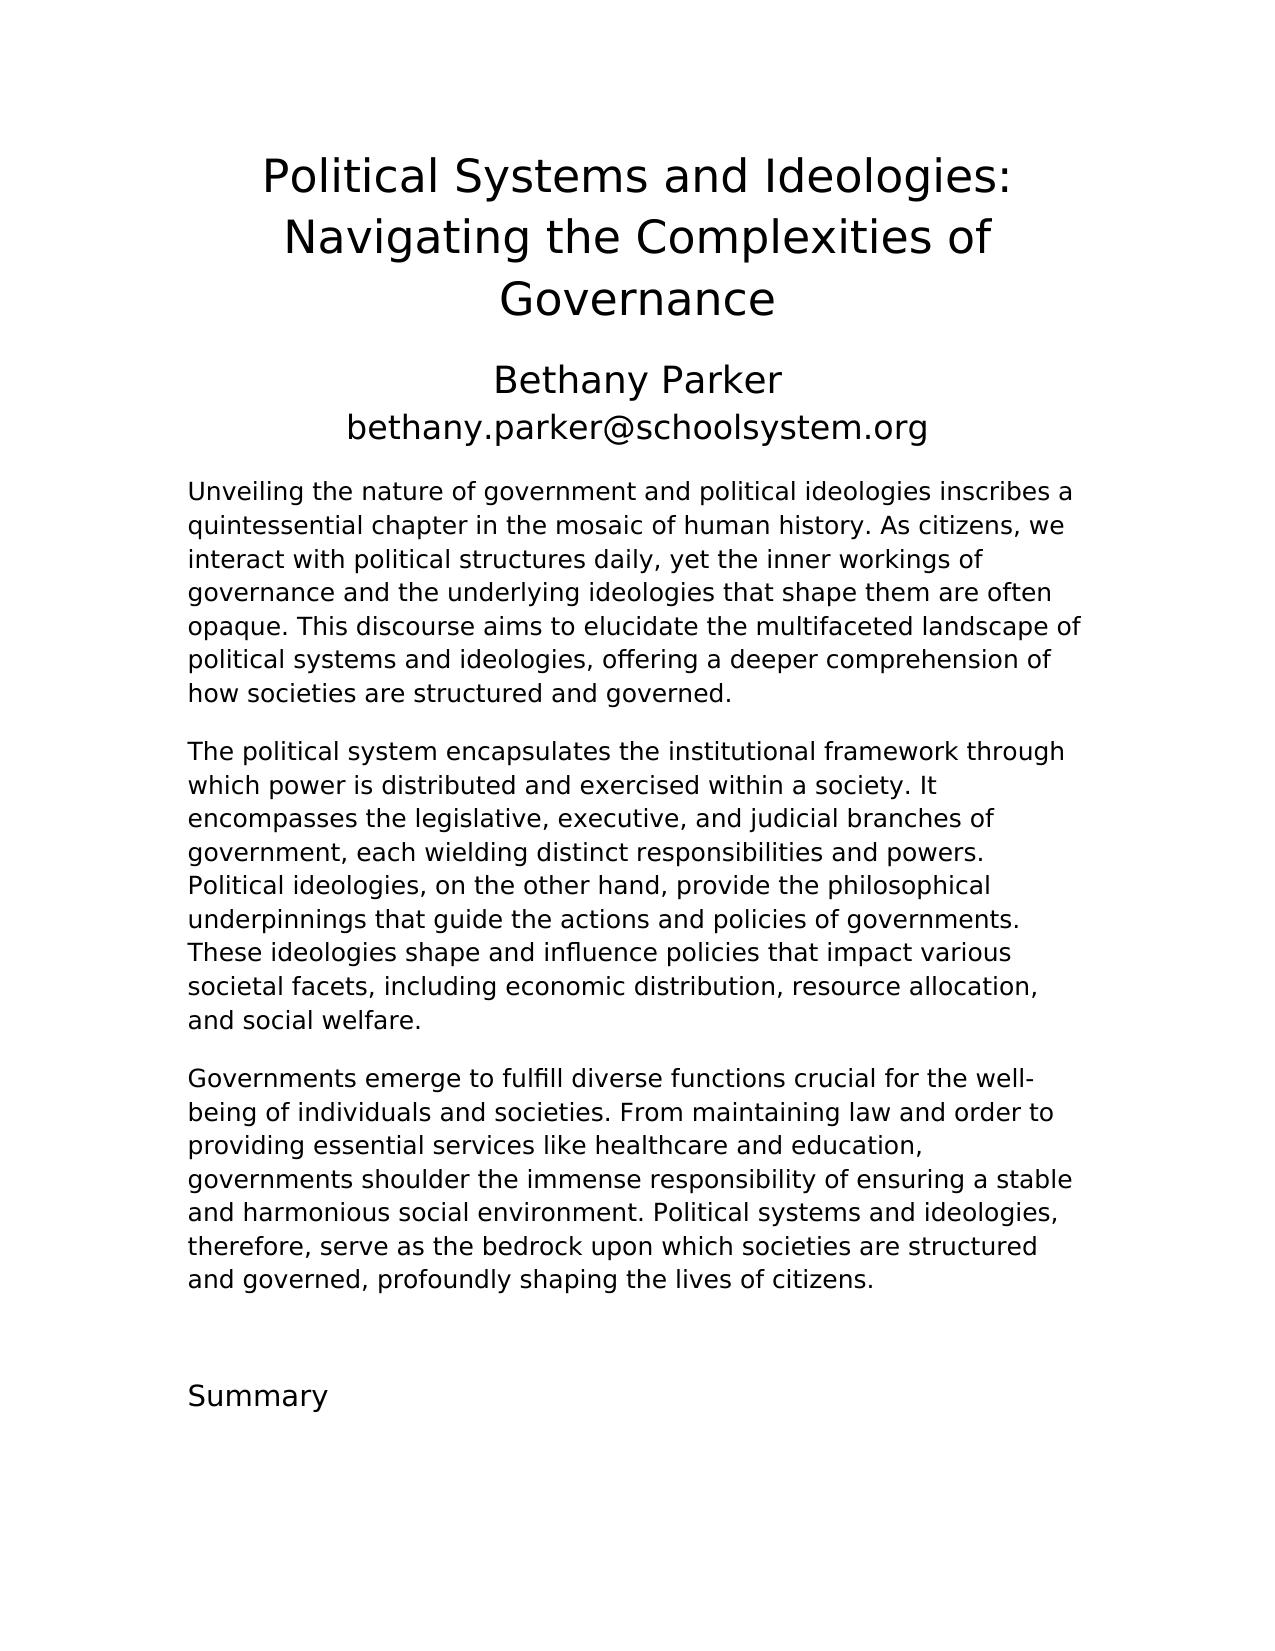 Political Systems and Ideologies:
Navigating the Complexities of
Governance
Bethany Parker
bethany.parker@schoolsystem.org
Unveiling the nature of government and political ideologies inscribes a
quintessential chapter in the mosaic of human history. As citizens, we
interact with political structures daily, yet the inner workings of
governance and the underlying ideologies that shape them are often
opaque. This discourse aims to elucidate the multifaceted landscape of
political systems and ideologies, offering a deeper comprehension of
how societies are structured and governed.
The political system encapsulates the institutional framework through
which power is distributed and exercised within a society. It
encompasses the legislative, executive, and judicial branches of
government, each wielding distinct responsibilities and powers.
Political ideologies, on the other hand, provide the philosophical
underpinnings that guide the actions and policies of governments.
These ideologies shape and influence policies that impact various
societal facets, including economic distribution, resource allocation,
and social welfare.
Governments emerge to fulfill diverse functions crucial for the well-
being of individuals and societies. From maintaining law and order to
providing essential services like healthcare and education,
governments shoulder the immense responsibility of ensuring a stable
and harmonious social environment. Political systems and ideologies,
therefore, serve as the bedrock upon which societies are structured
and governed, profoundly shaping the lives of citizens.
Summary